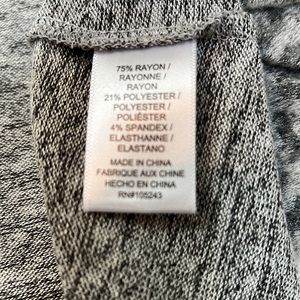 75% RAYON /
RAYONNE /
RAYON
21% POLYESTER /
POLYESTER /
POLIÉSTER
4% SPANDEX /
ELASTHANNE /
ELASTANO
MADE IN CHINA
FABRIQUE AUX CHINE
HECHO EN CHINA
RN#105243